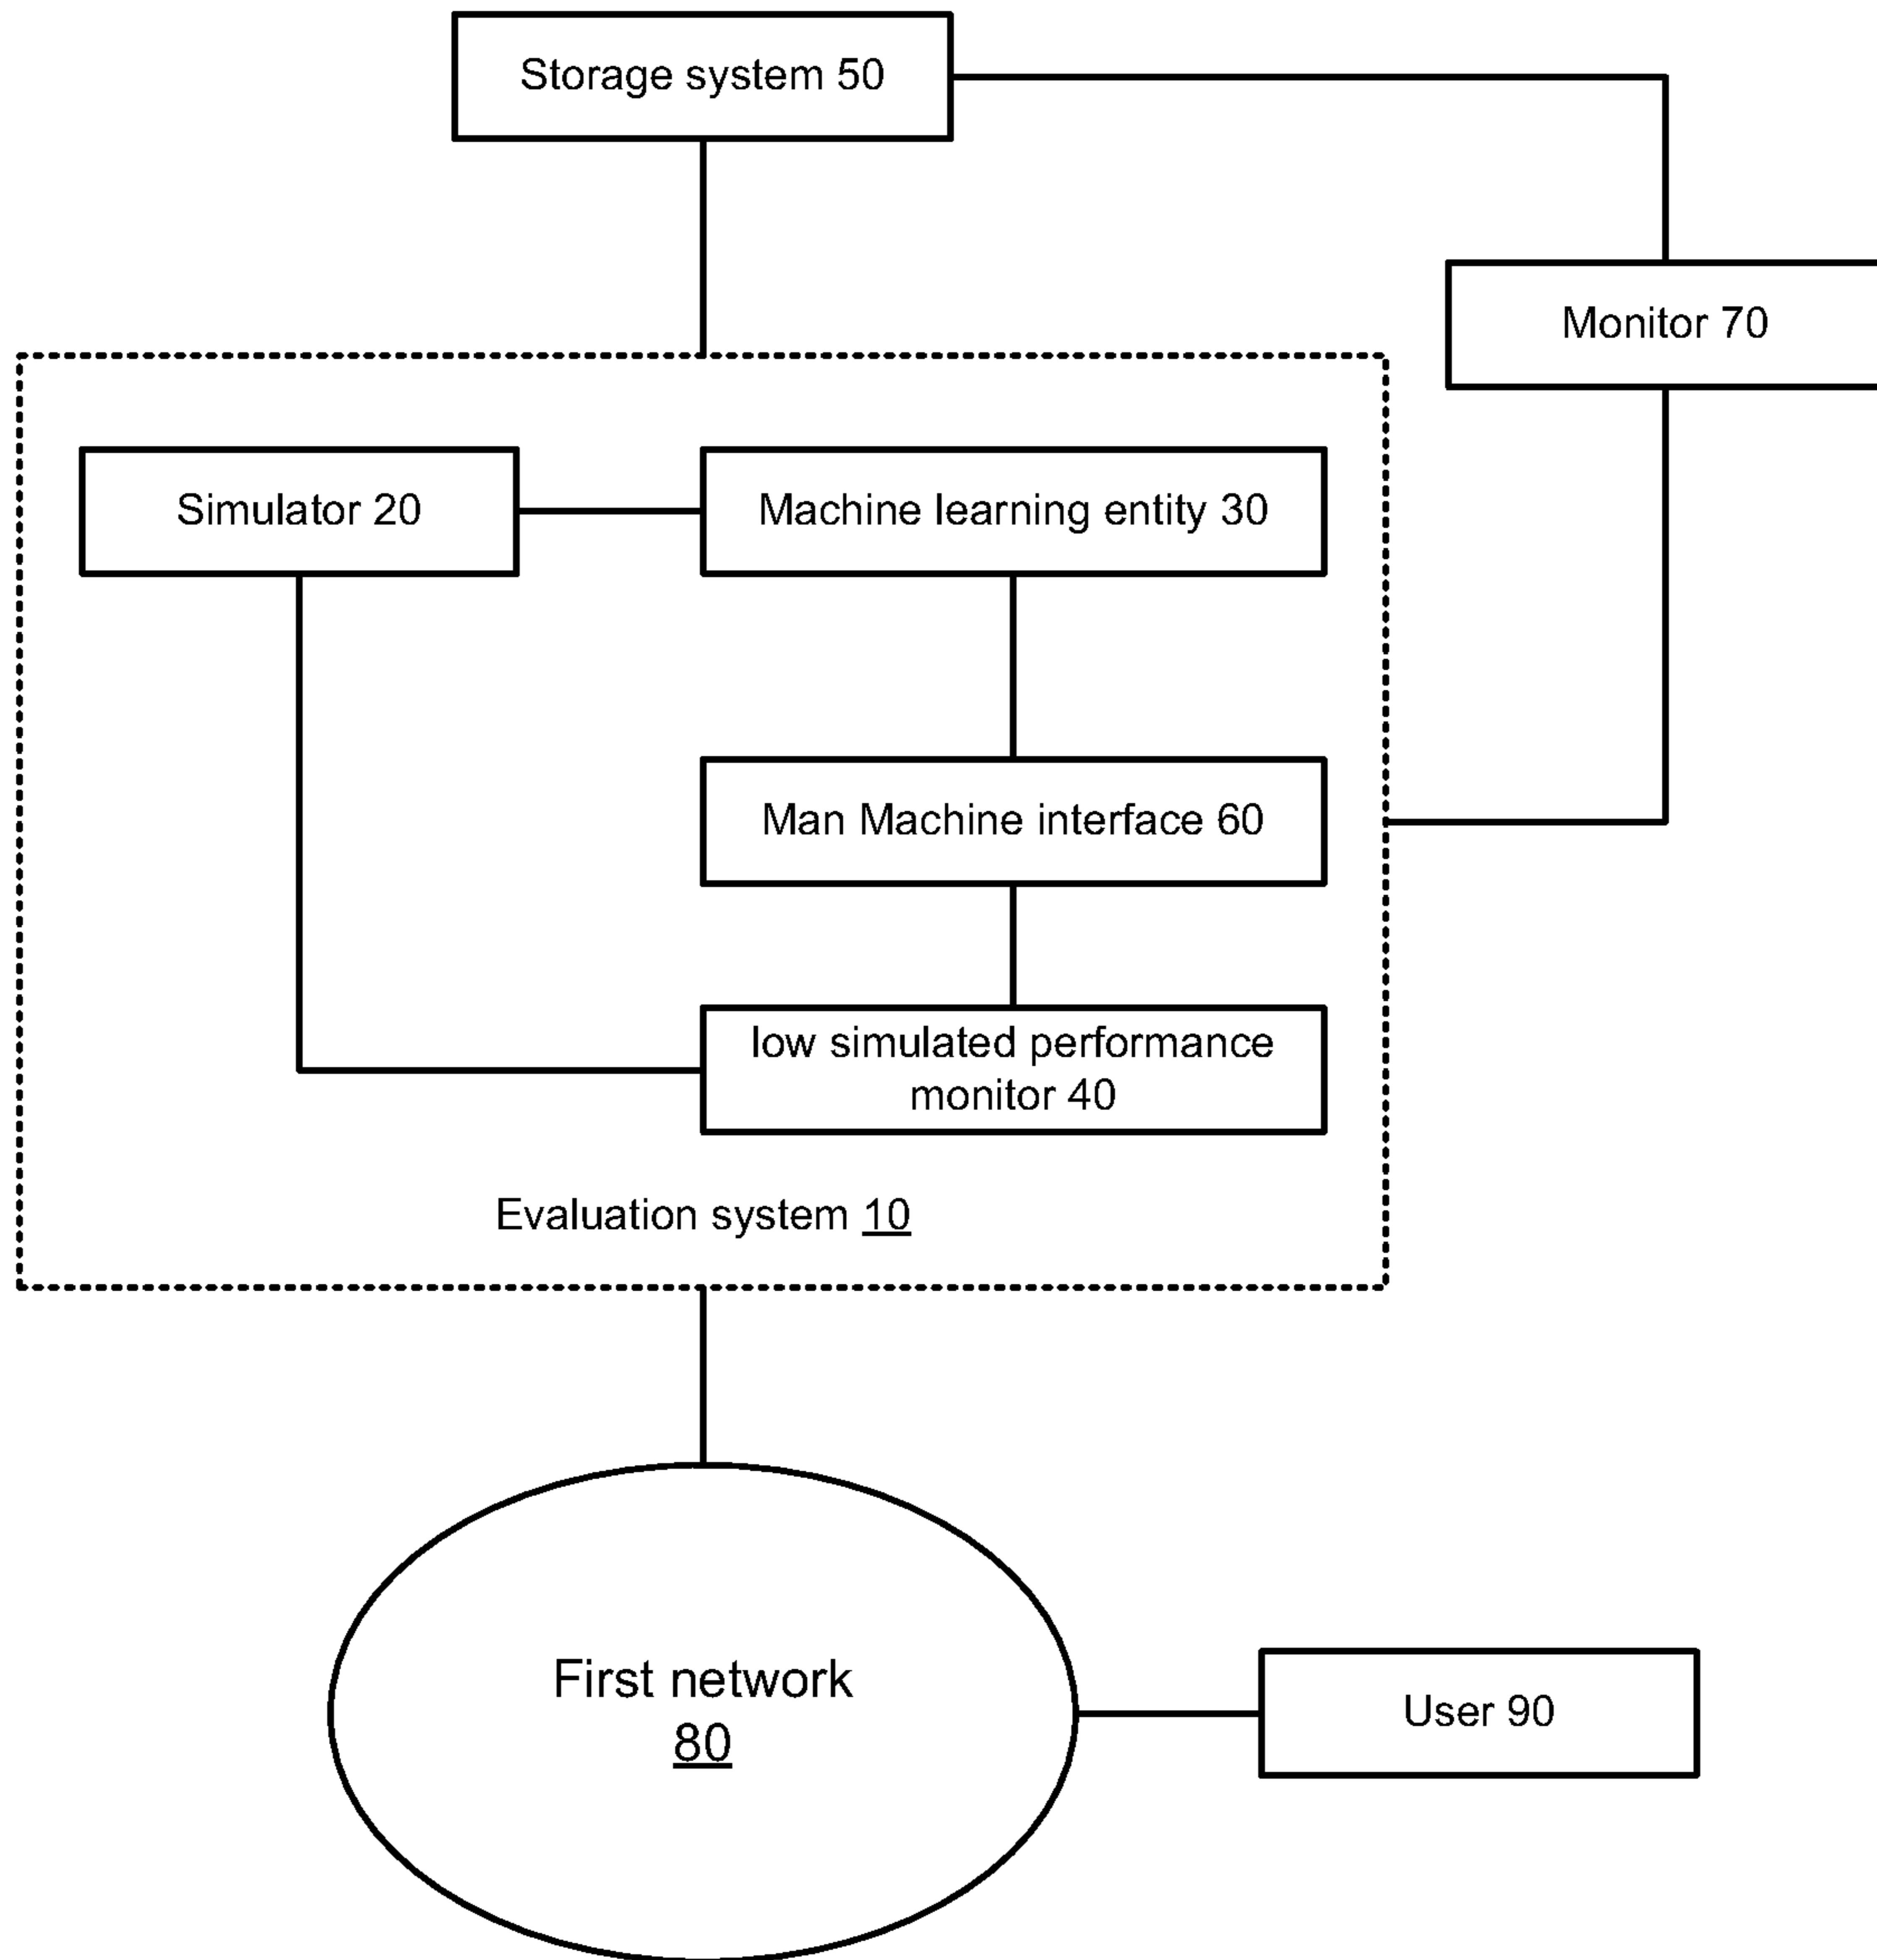 Storage system 50
Monitor 70
Simulator 20
Machine learning entity 30
Man Machine interface 60
low simulated performance
monitor 40
Evaluation system 10
First network
80
User 90